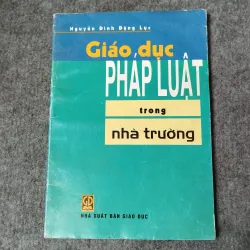 Nguyễn Đình Đặng Lục
Giáo dục
PHÁP LUẬT
trong
nhà trường
NHÀ XUẤT BẢN GIÁO DỤC